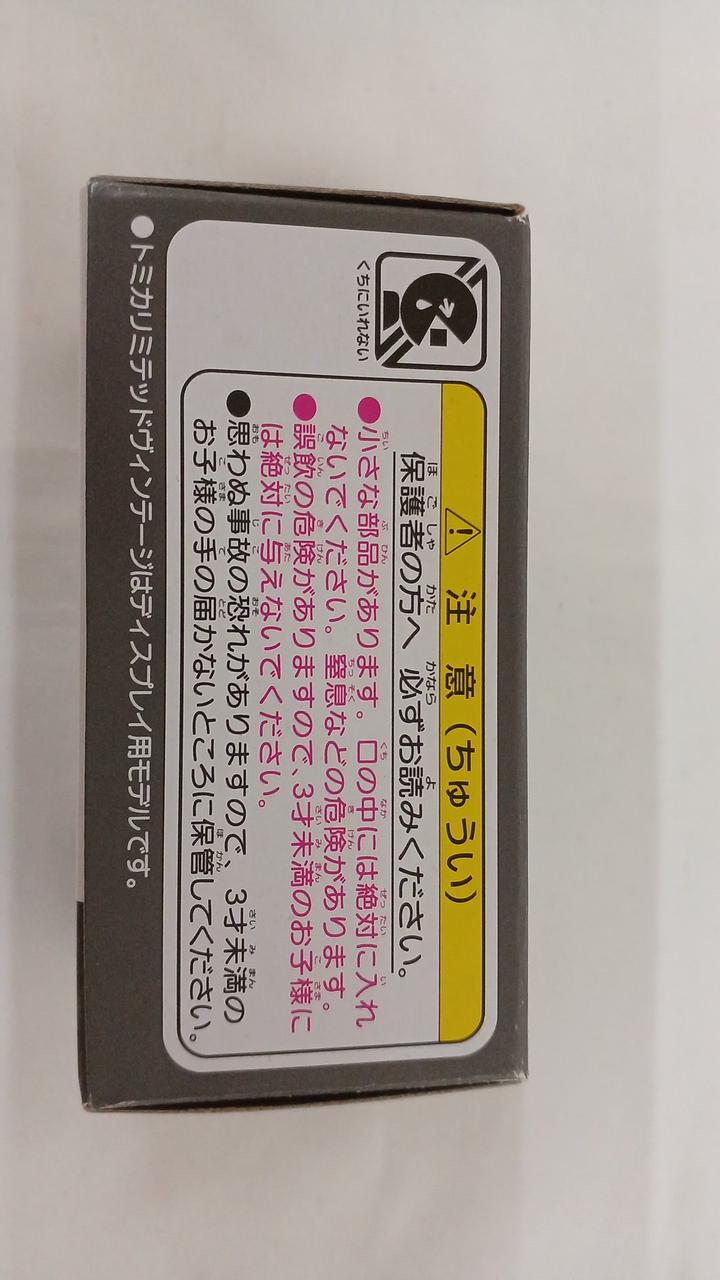 くちにいれない
注意(ちゅうい)
保護者の方へ 必ずお読みください。
●小さな部品があります。口の中には絶対に入れ
ないでください。窒息などの危険があります。
●誤飲の危険がありますので、3才未満のお子様に
は絶対に与えないでください。
●思わぬ事故の恐れがありますので、3才未満の
お子様の手の届かないところに保管してください。
●トミカリミテッドヴィンテージはディスプレイ用モデルです。